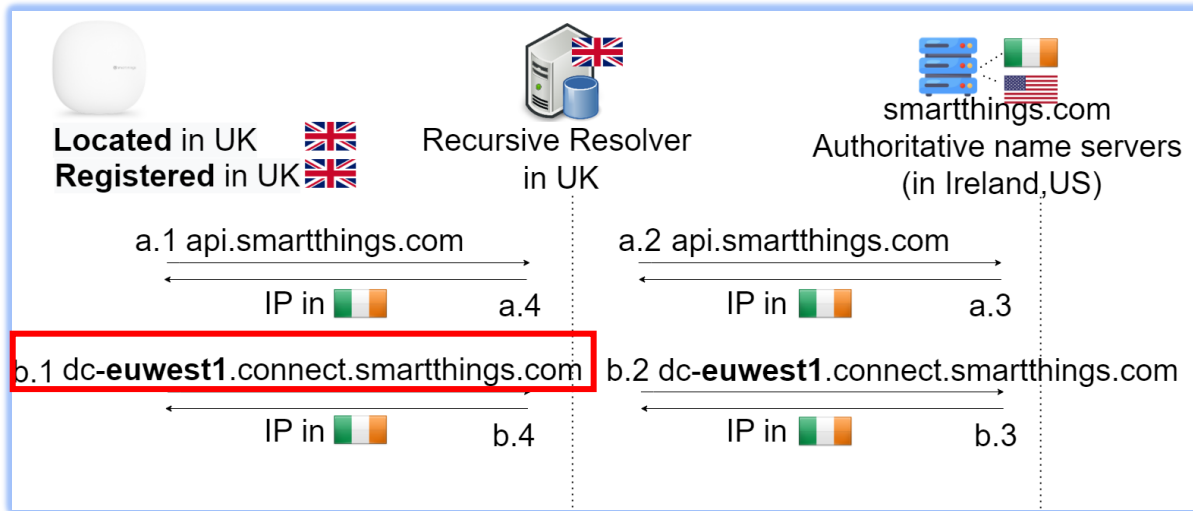 Located in UK
Registered in UK
Recursive Resolver
in UK
smartthings.com
Authoritative name servers
(in Ireland,US)
a.1 api.smartthings.com
a.2 api.smartthings.com
IP in
a.4
IP in
a.3
b.1 dc-euwest1.connect.smartthings.com
b.2 dc-euwest1.connect.smartthings.com
IP in
b.4
IP in
b.3